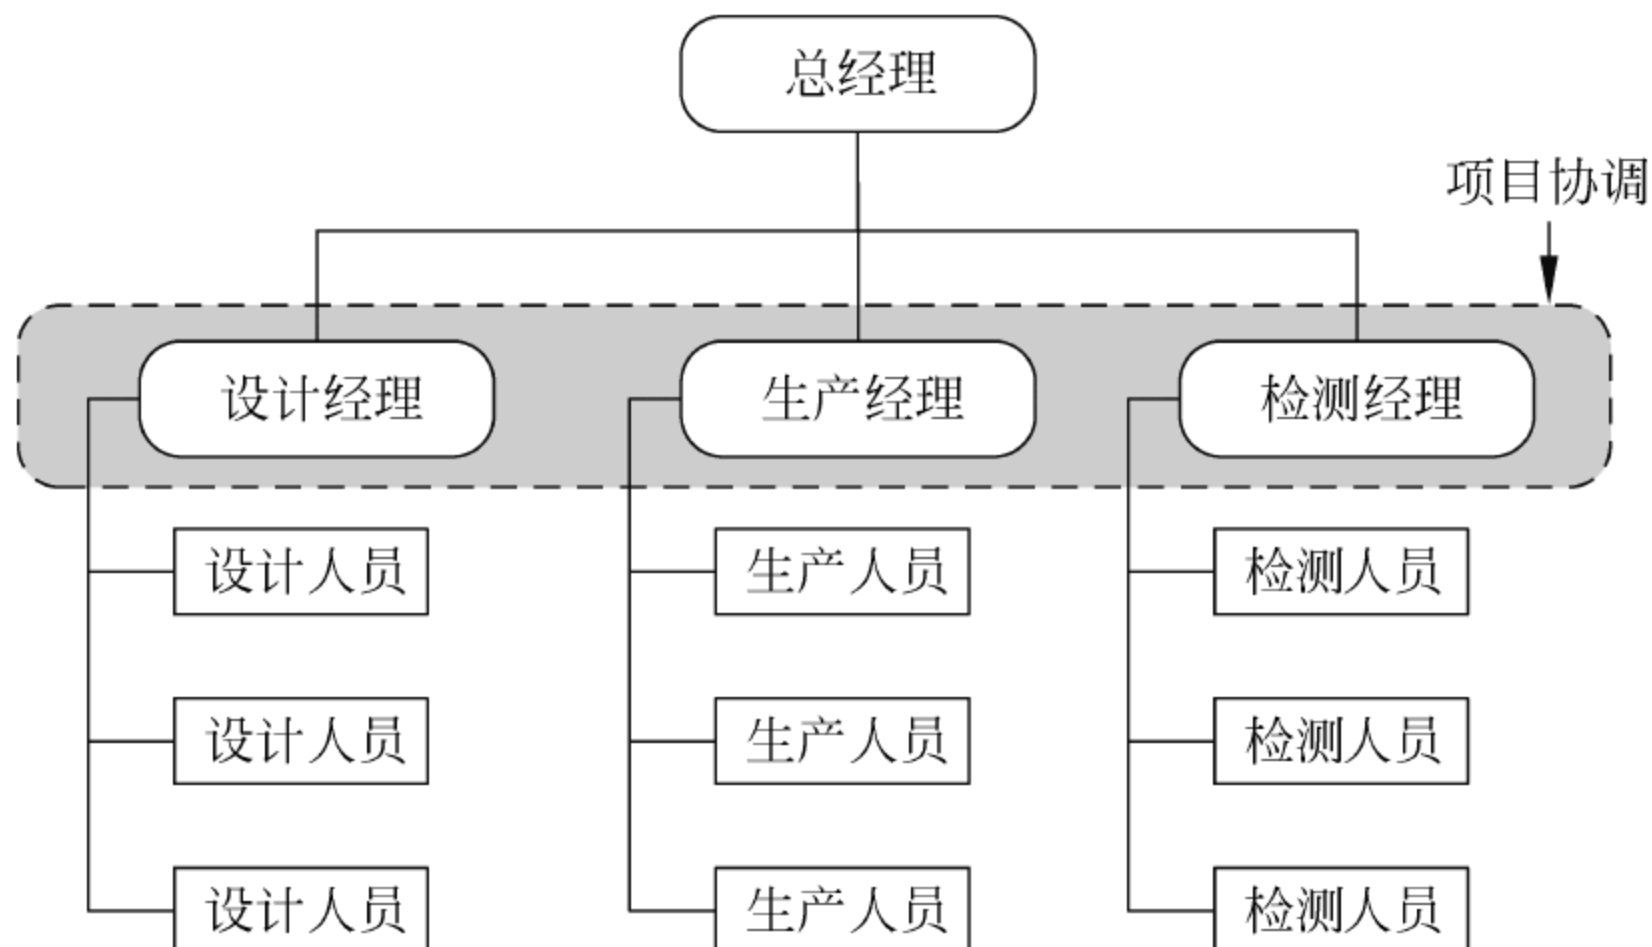 总经理
项目协调
设计经理
生产经理
检测经理
设计人员
生产人员
检测人员
设计人员
生产人员
检测人员
设计人员
生产人员
检测人员